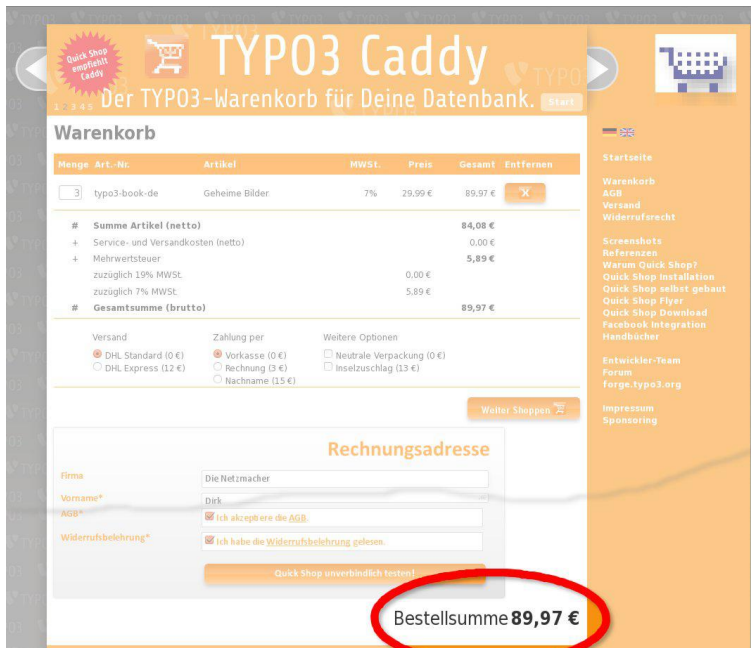 Quick Shop
empfiehlt
Caddy
TYPO3 Caddy
1 2 3 4 5 Der TYPO3-Warenkorb für Deine Datenbank. Start
Warenkorb
Menge Art.-Nr. Artikel MWSt. Preis Gesamt Entfernen
3 typo3-book-de Geheime Bilder 7% 29,99 € 89,97 € X
# Summe Artikel (netto) 84,08 €
+ Service- und Versandkosten (netto) 0,00 €
+ Mehrwertsteuer 5,89 €
zuzüglich 19% MWSt. 0,00 €
zuzüglich 7% MWSt. 5,89 €
# Gesamtsumme (brutto) 89,97 €
Versand Zahlung per Weitere Optionen
DHL Standard (0 €) Vorkasse (0 €) Neutrale Verpackung (0 €)
DHL Express (12 €) Rechnung (3 €) Inselzuschlag (13 €)
Nachname (15 €)
Weiter Shoppen
Rechnungsadresse
Firma Die Netzmacher
Vorname* Dirk
AGB* Ich akzeptrere die AGB.
Widerrufsbelehrung* Ich habe die Widerrufsbelehrung gelesen.
Quick Shop unverbindlich testen!
Bestellsumme 89,97 €
Startseite
Warenkorb
AGB
Versand
Widerrufsrecht
Screenshots
Referenzen
Warum Quick Shop?
Quick Shop Installation
Quick Shop selbst gebaut
Quick Shop Flyer
Quick Shop Download
Facebook Integration
Handbücher
Entwickler-Team
Forum
forge.typo3.org
Impressum
Sponsoring